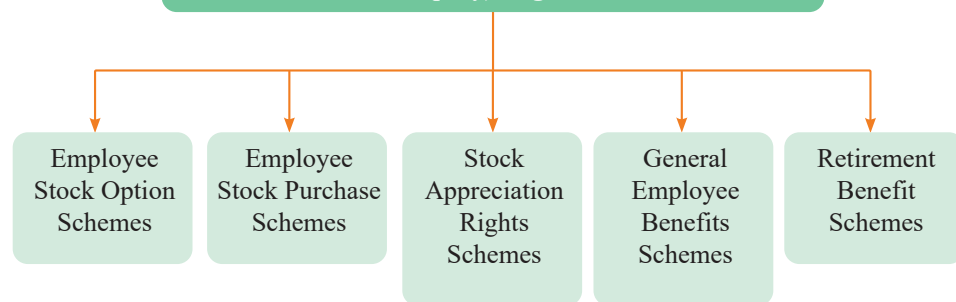 Employee
Stock Option
Schemes
Employee
Stock Purchase
Schemes
Stock
Appreciation
Rights
Schemes
General
Employee
Benefits
Schemes
Retirement
Benefit
Schemes